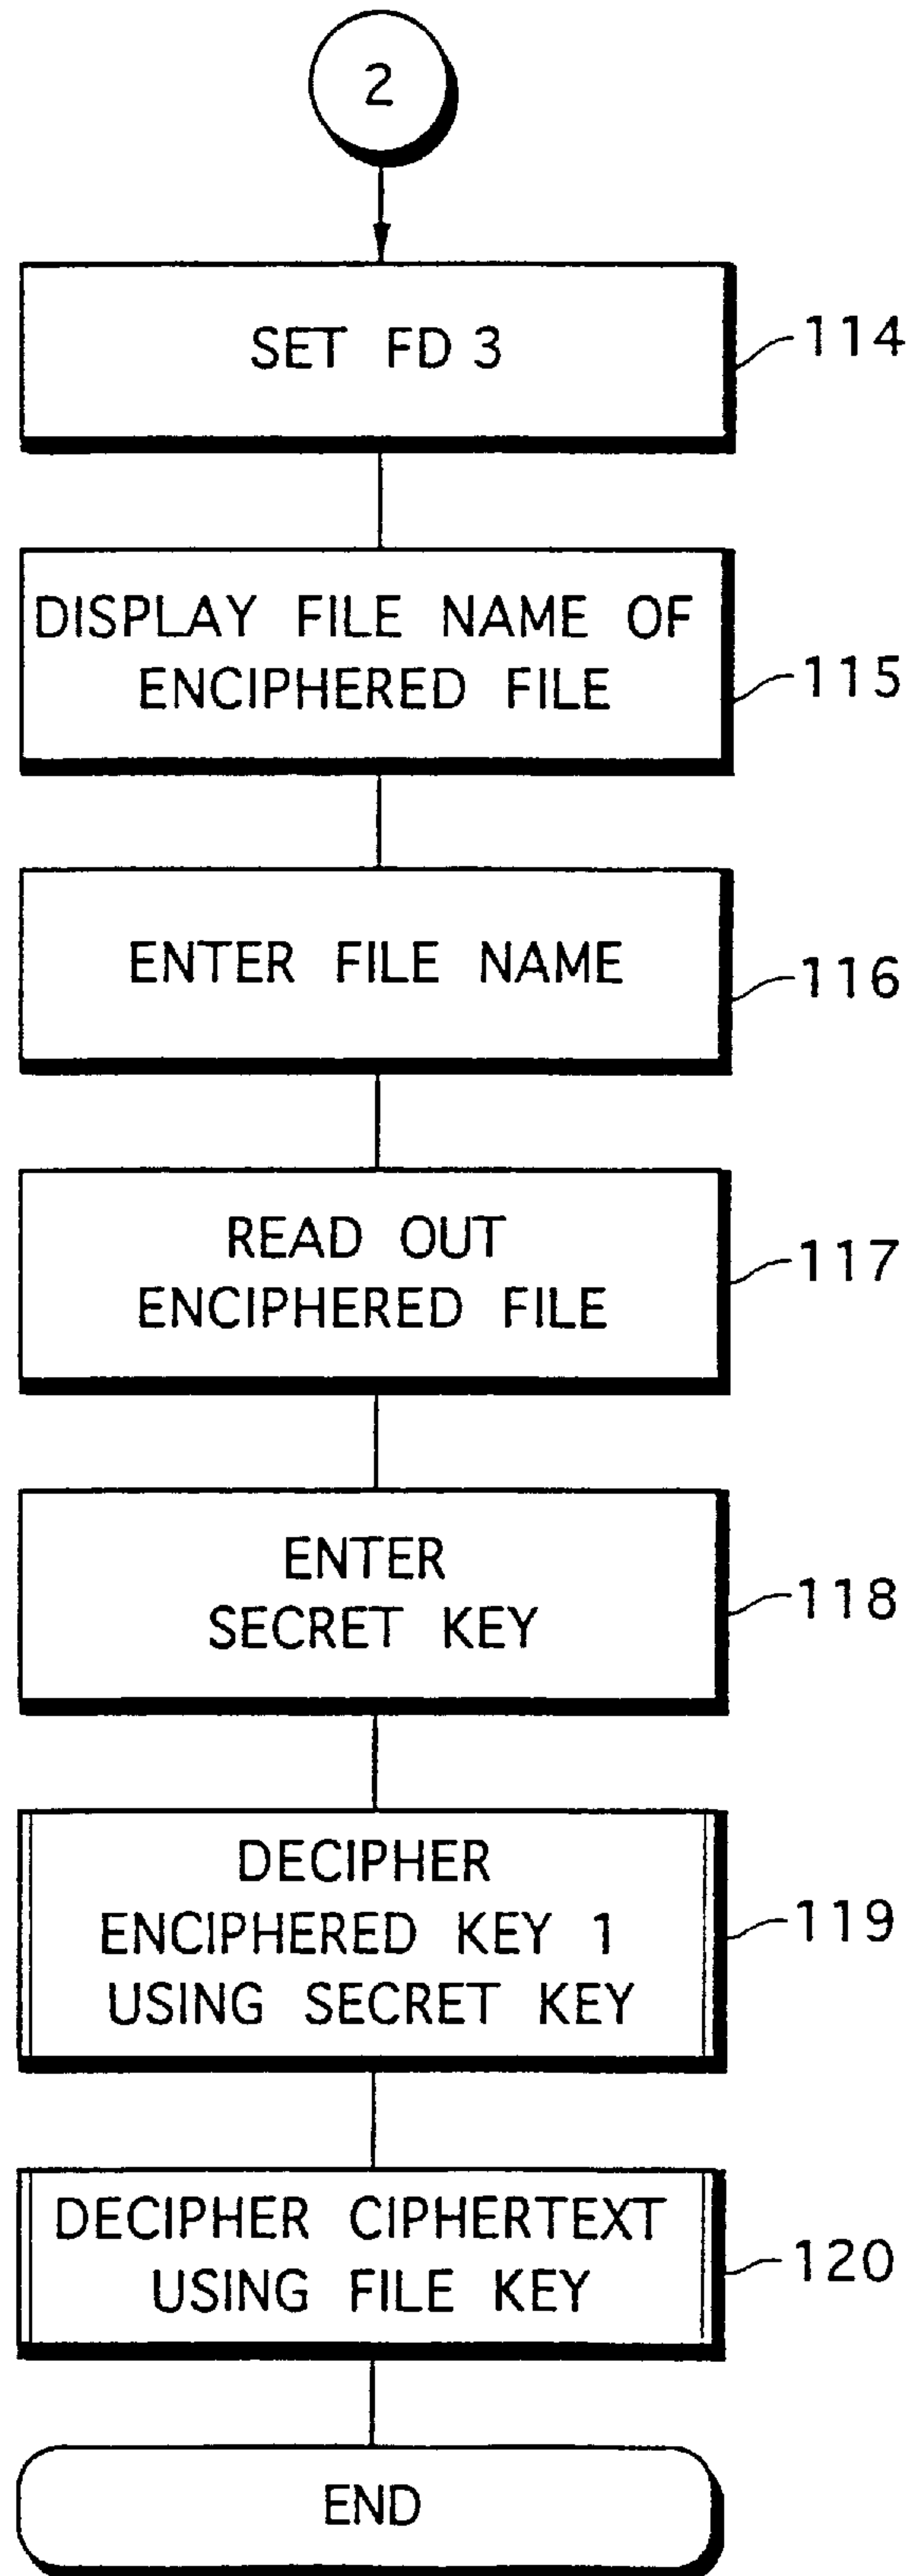 2
SET FD 3
114
DISPLAY FILE NAME OF
ENCIPHERED FILE
115
ENTER FILE NAME
116
READ OUT
ENCIPHERED FILE
117
ENTER
SECRET KEY
118
DECIPHER
ENCIPHERED KEY 1
USING SECRET KEY
119
DECIPHER CIPHERTEXT
USING FILE KEY
120
END